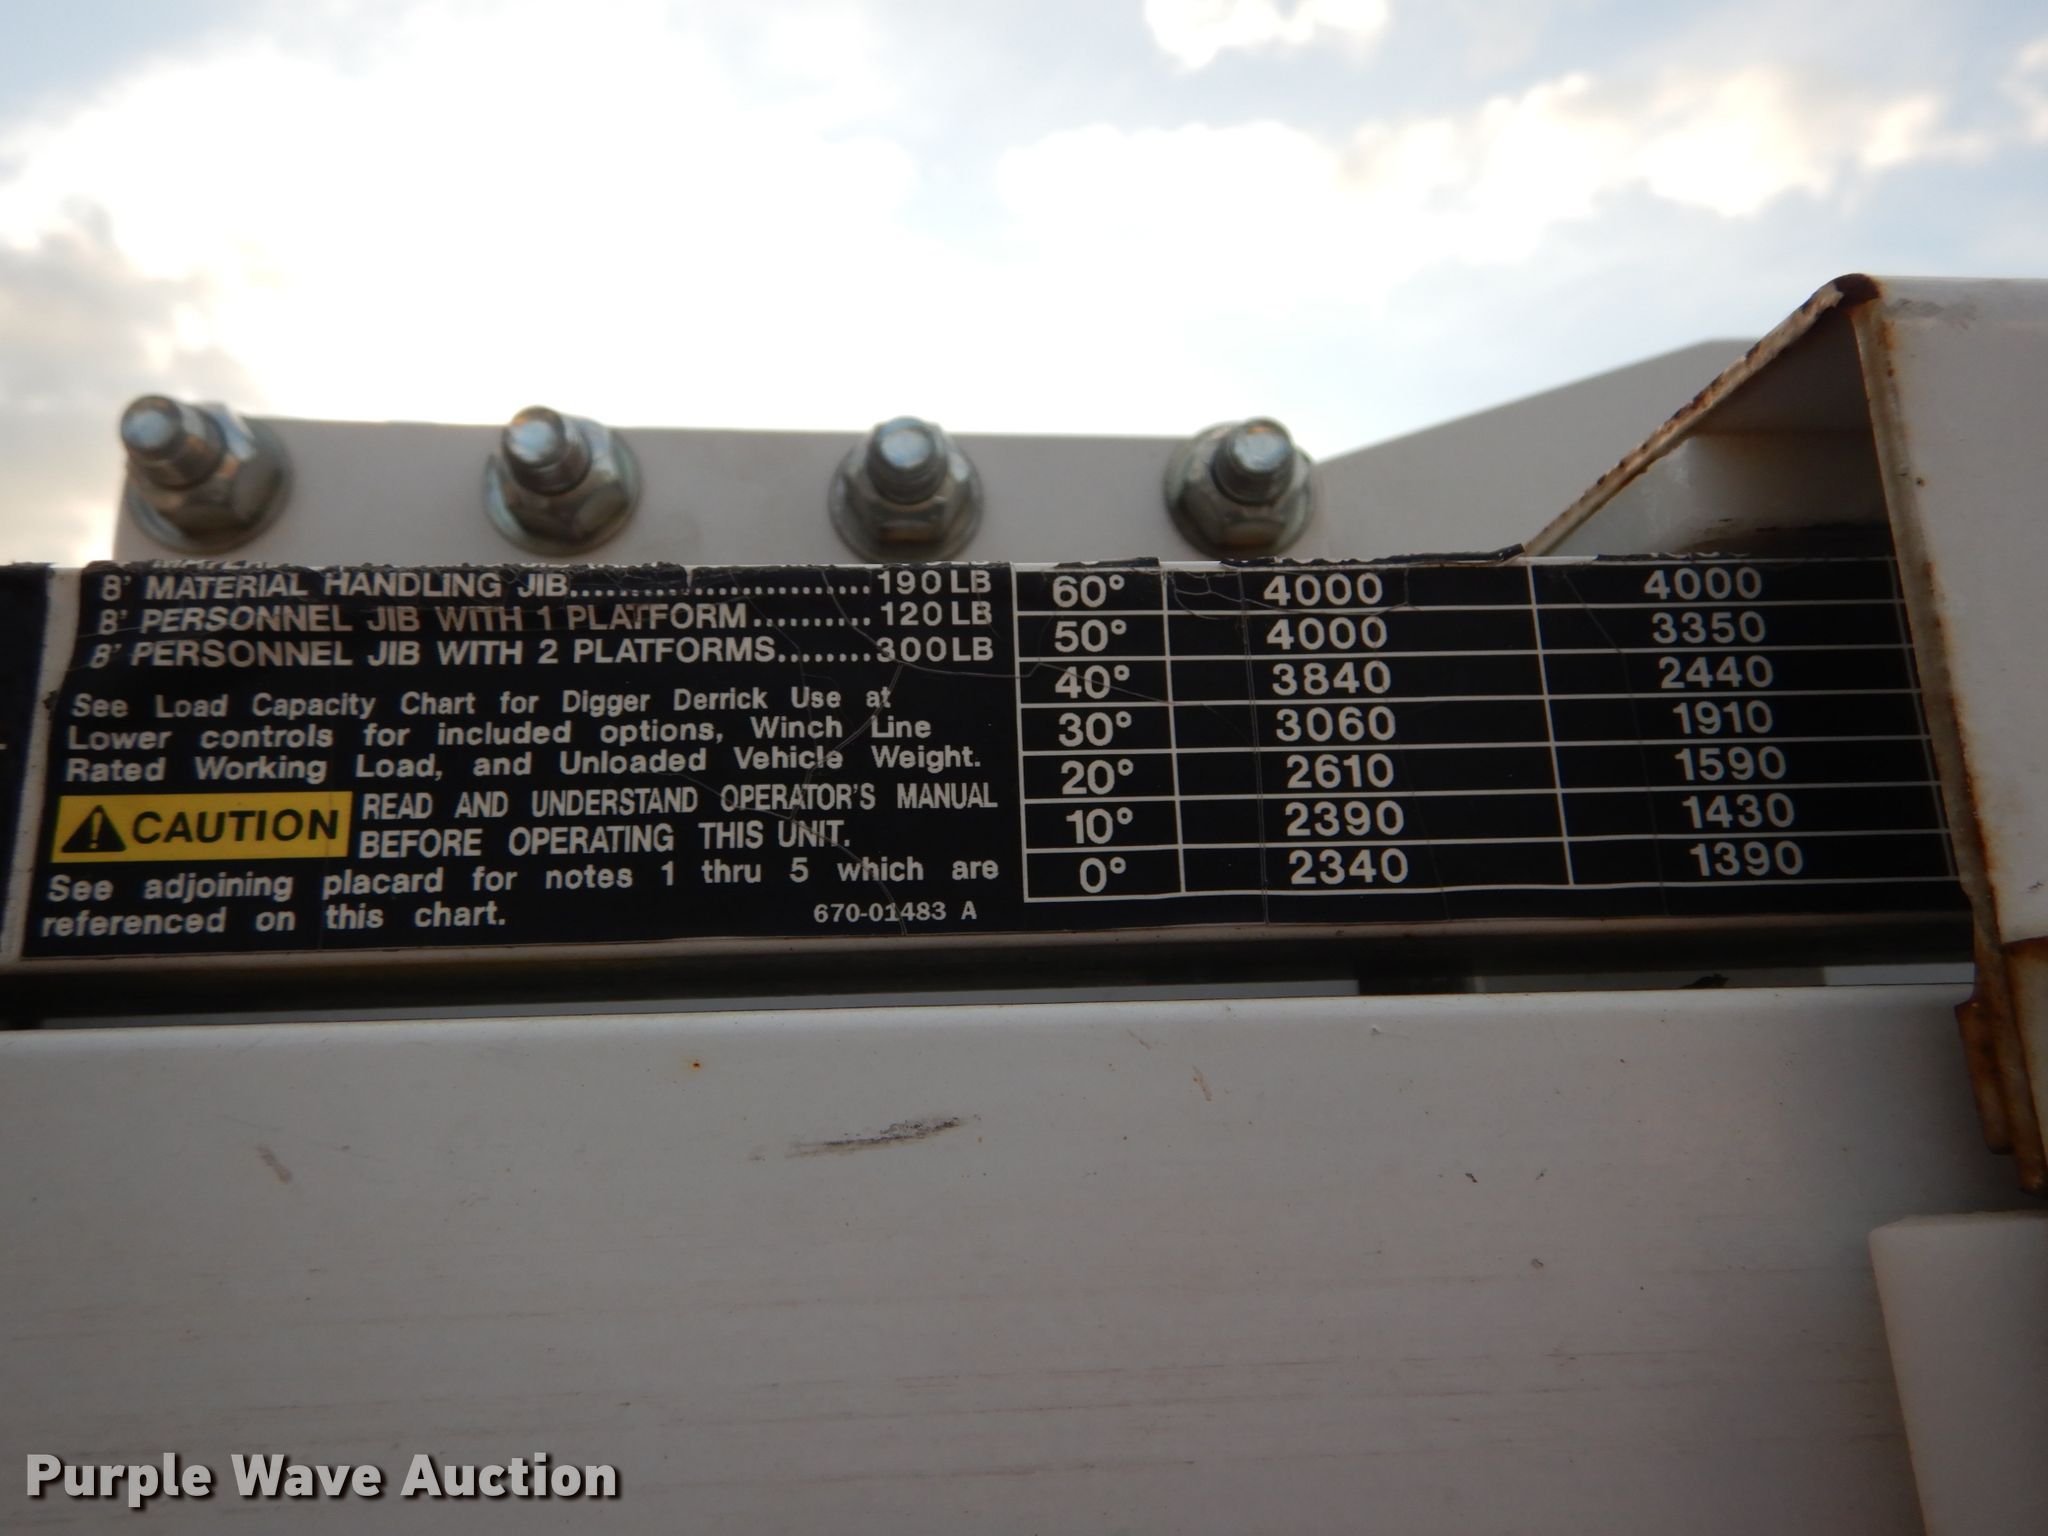 8' MATERIAL HANDLING JIB........................190 LB
8' PERSONNEL JIB WITH 1 PLATFORM..........120 LB
8' PERSONNEL JIB WITH 2 PLATFORMS........300 LB
See Load Capacity Chart for Digger Derrick Use at
Lower controls for included options, Winch Line
Rated Working Load, and Unloaded Vehicle Weight.
CAUTION READ AND UNDERSTAND OPERATOR'S MANUAL
BEFORE OPERATING THIS UNIT.
See adjoining placard for notes 1 thru 5 which are
referenced on this chart. 670-01483 A
60° 4000 4000
50° 4000 3350
40° 3840 2440
30° 3060 1910
20° 2610 1590
10° 2390 1430
0° 2340 1390
Purple Wave Auction